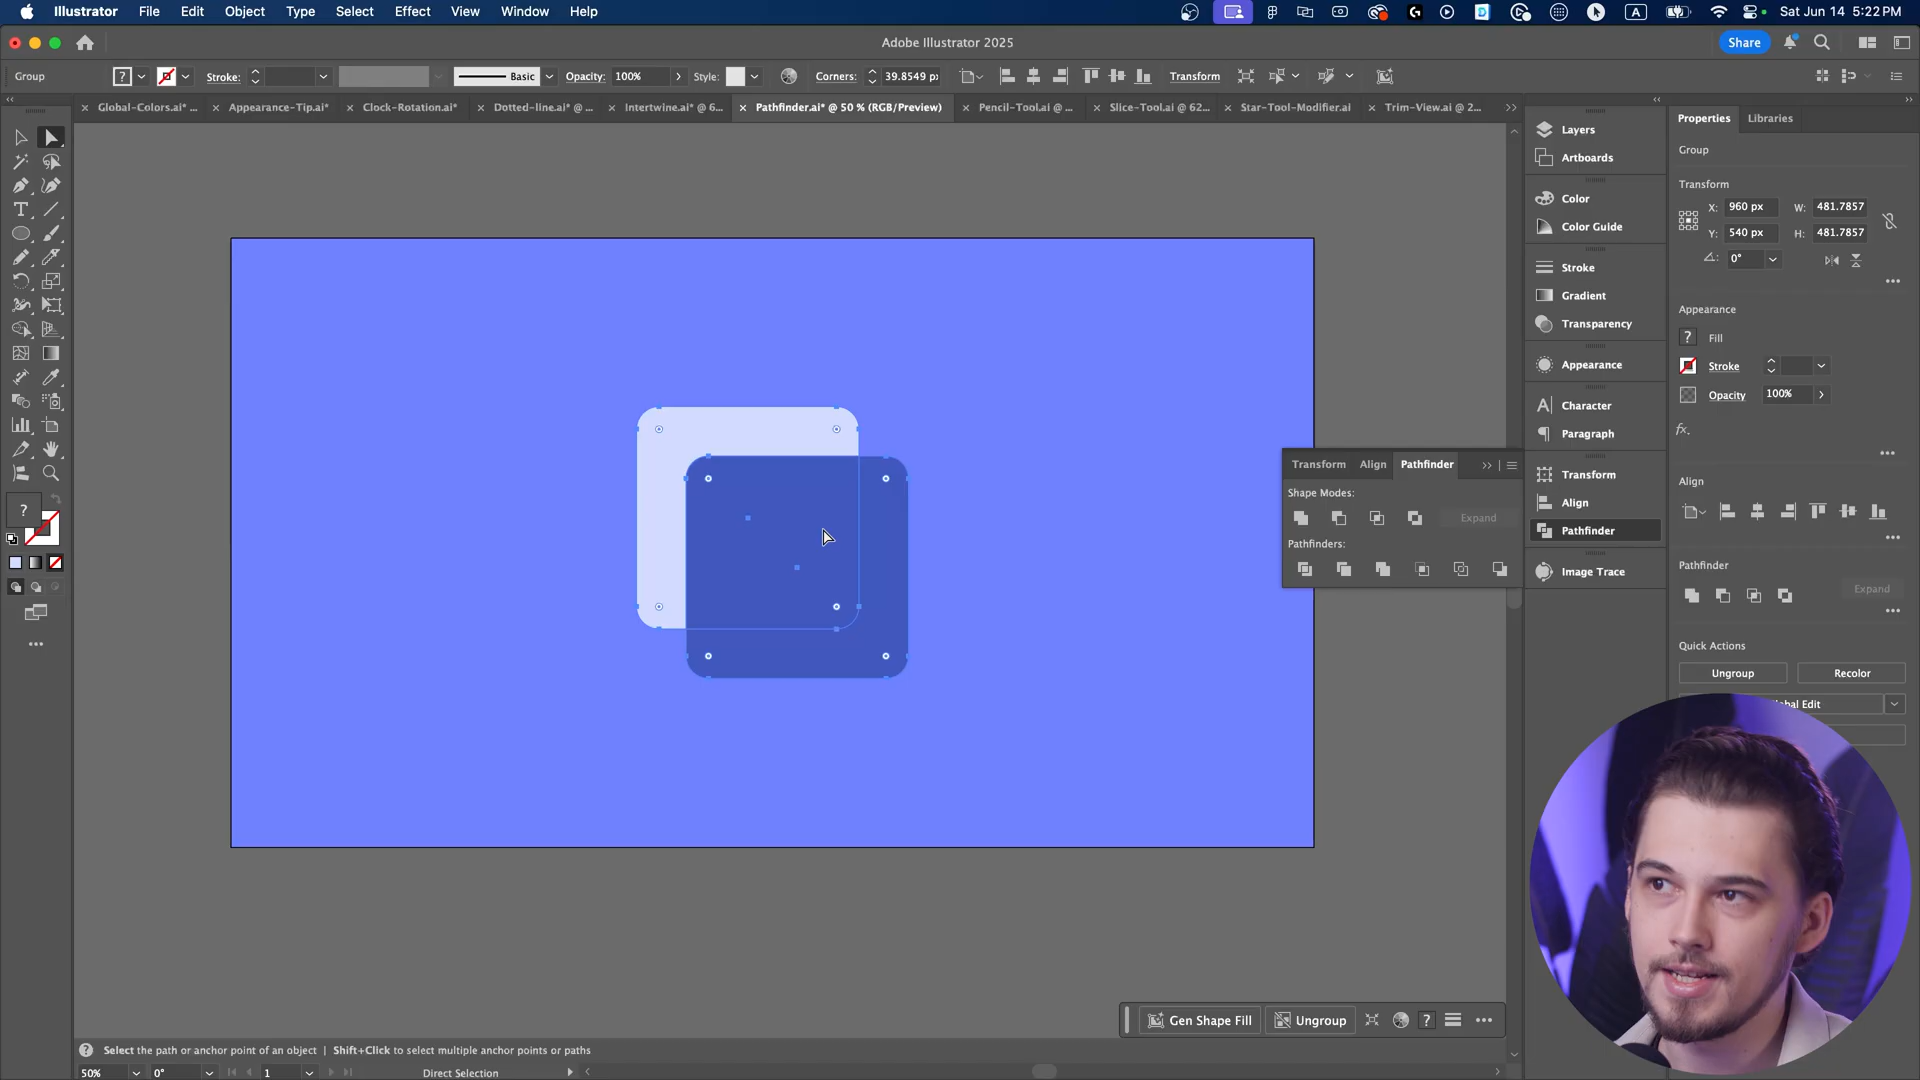 Illustrator File Edit Object Type Select Effect View Window Help
A
Sat Jun 14 5:22 PM
Adobe Illustrator 2025
Share
Group
?
Stroke:
Basic
Opacity: 100%
Style:
Corners: 39.8549 px
Transform
Global-Colors.ai* ...
Appearance-Tip.ai*
Clock-Rotation.ai*
Dotted-line.ai @ ...
Intertwine.ai* @ 6...
Pathfinder.ai* @ 50 % (RGB/Preview)
Pencil-Tool.ai @ ...
Slice-Tool.ai @ 62...
Star-Tool-Modifier.ai
Trim-View.ai @ 2...
Layers
Artboards
Color
Color Guide
Stroke
Gradient
Transparency
Appearance
Character
Paragraph
Transform
Align
Pathfinder
Image Trace
Transform Align Pathfinder
Shape Modes:
Expand
Pathfinders:
Properties Libraries
Group
Transform
X: 960 px W: 481.7857
Y: 540 px H: 481.7857
0°
Appearance
? Fill
Stroke
Opacity 100%
fx.
Align
Pathfinder
Expand
Quick Actions
Ungroup Recolor
bal Edit
?
Gen Shape Fill Ungroup ?
Select the path or anchor point of an object | Shift+Click to select multiple anchor points or paths
50% 0° 1 Direct Selection